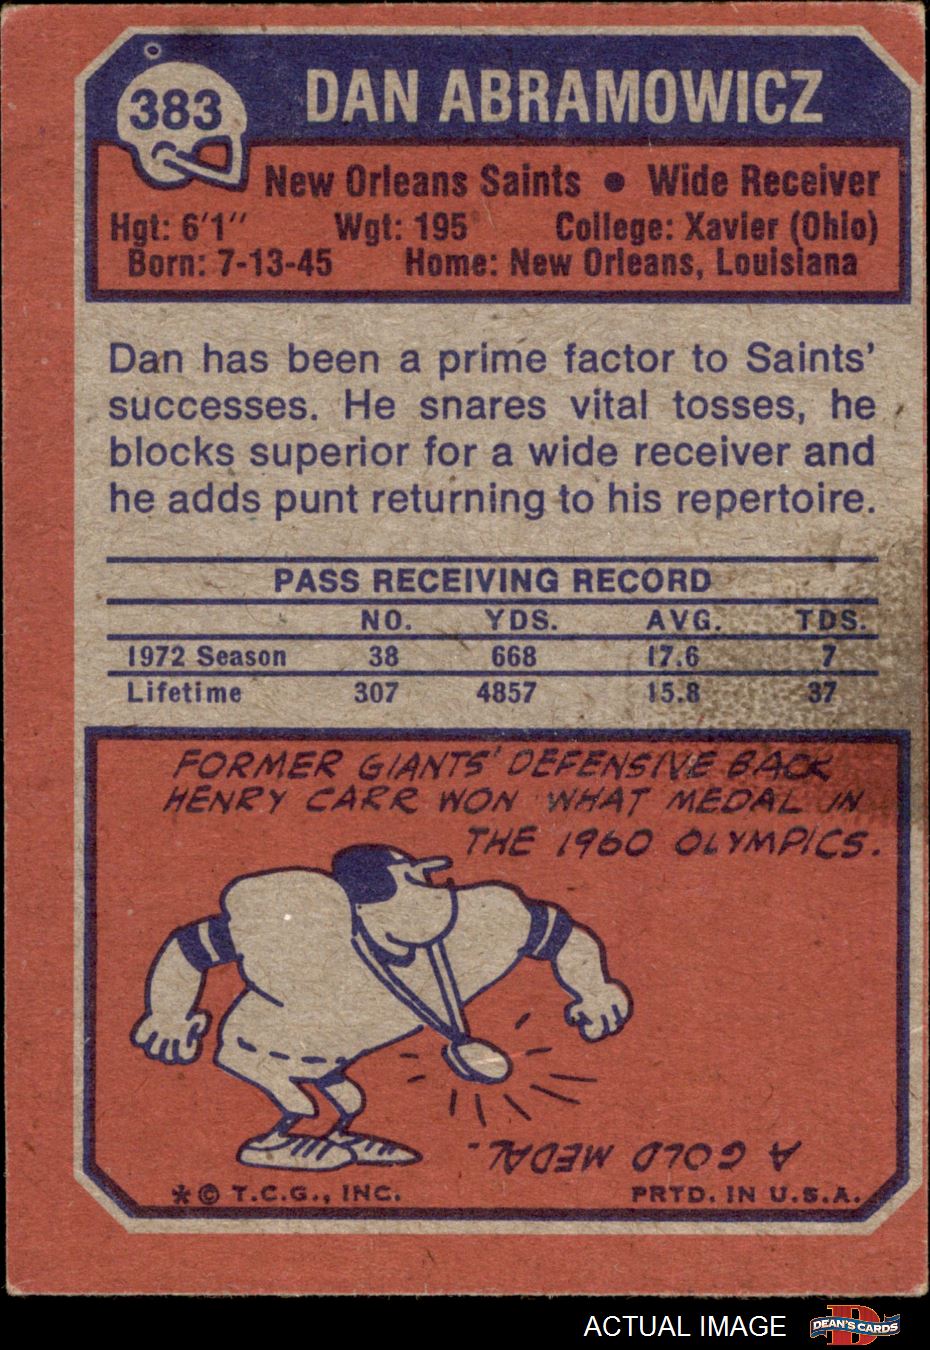 383
DAN ABRAMOWICZ
New Orleans Saints • Wide Receiver
Hgt: 6'1" Wgt: 195 College: Xavier (Ohio)
Born: 7-13-45 Home: New Orleans, Louisiana
Dan has been a prime factor to Saints'
successes. He snares vital tosses, he
blocks superior for a wide receiver and
he adds punt returning to his repertoire.
PASS RECEIVING RECORD
NO. YDS. AVG. TDS.
1972 Season 38 668 17.6 7
Lifetime 307 4857 15.8 37
FORMER GIANTS' DEFENSIVE BACK
HENRY CARR WON WHAT MEDAL IN
THE 1960 OLYMPICS.
A GOLD MEDAL.
*© T.C.G., INC. PRTD. IN U.S.A.
ACTUAL IMAGE
D
DEAN'S CARDS